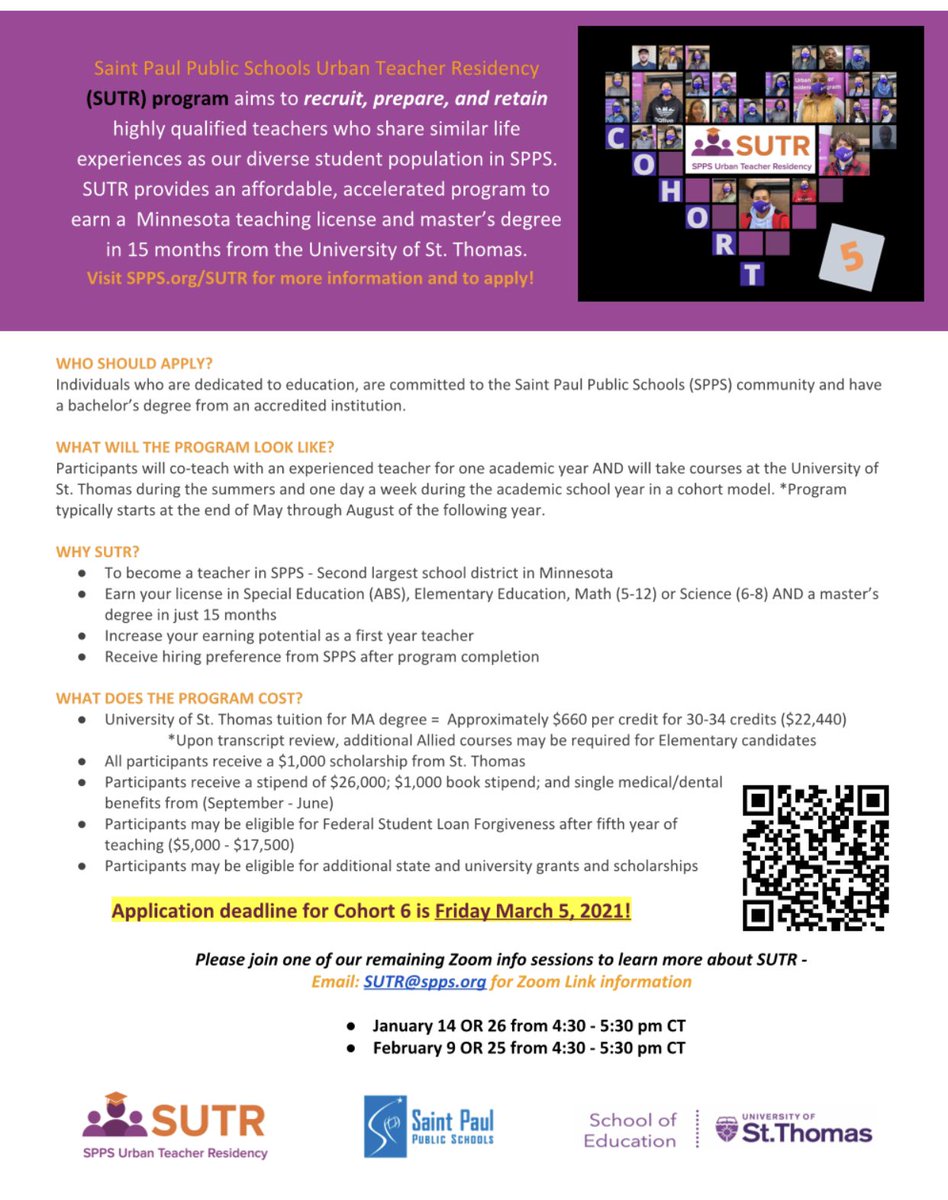 Saint Paul Public Schools Urban Teacher Residency
(SUTR) program aims to recruit, prepare, and retain
highly qualified teachers who share similar life
experiences as our diverse student population in SPPS.
SUTR provides an affordable, accelerated program to
earn a Minnesota teaching license and master's degree
in 15 months from the University of St. Thomas.
Visit SPPS.org/SUTR for more information and to apply!
SUTR
SPPS Urban Teacher Residency
COHORT
5
WHO SHOULD APPLY?
Individuals who are dedicated to education, are committed to the Saint Paul Public Schools (SPPS) community and have
a bachelor's degree from an accredited institution.
WHAT WILL THE PROGRAM LOOK LIKE?
Participants will co-teach with an experienced teacher for one academic year AND will take courses at the University of
St. Thomas during the summers and one day a week during the academic school year in a cohort model. *Program
typically starts at the end of May through August of the following year.
WHY SUTR?
● To become a teacher in SPPS - Second largest school district in Minnesota
● Earn your license in Special Education (ABS), Elementary Education, Math (5-12) or Science (6-8) AND a master's
degree in just 15 months
● Increase your earning potential as a first year teacher
● Receive hiring preference from SPPS after program completion
WHAT DOES THE PROGRAM COST?
● University of St. Thomas tuition for MA degree = Approximately $660 per credit for 30-34 credits ($22,440)
*Upon transcript review, additional Allied courses may be required for Elementary candidates
● All participants receive a $1,000 scholarship from St. Thomas
● Participants receive a stipend of $26,000; $1,000 book stipend; and single medical/dental
benefits from (September - June)
● Participants may be eligible for Federal Student Loan Forgiveness after fifth year of
teaching ($5,000 - $17,500)
● Participants may be eligible for additional state and university grants and scholarships
Application deadline for Cohort 6 is Friday March 5, 2021!
Please join one of our remaining Zoom info sessions to learn more about SUTR -
Email: SUTR@spps.org for Zoom Link information
● January 14 OR 26 from 4:30 - 5:30 pm CT
● February 9 OR 25 from 4:30 - 5:30 pm CT
SUTR
SPPS Urban Teacher Residency
Saint Paul
PUBLIC SCHOOLS
School of
Education
UNIVERSITY OF
St.Thomas